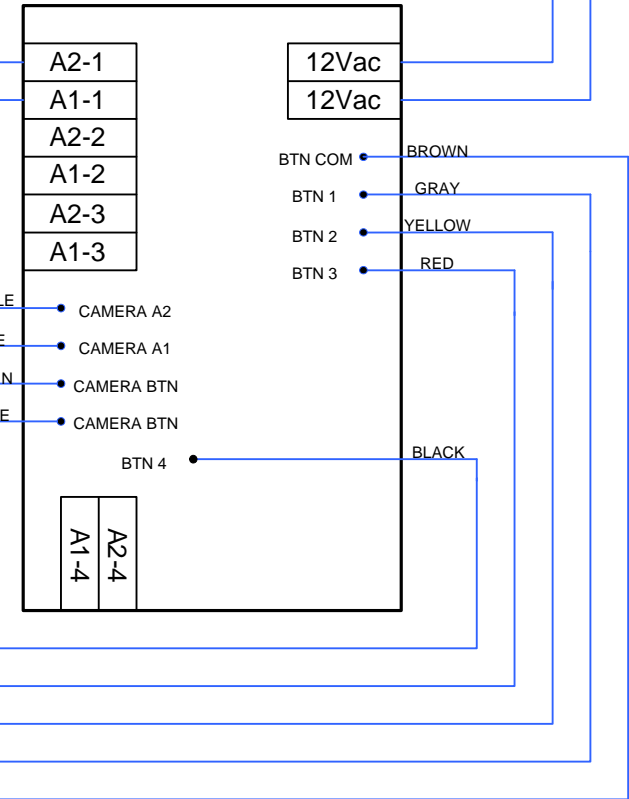 A2-1
A1-1
A2-2
A1-2
A2-3
A1-3
12Vac
12Vac
BTN COM
BROWN
BTN 1
GRAY
BTN 2
YELLOW
BTN 3
RED
LE
CAMERA A2
E
CAMERA A1
N
CAMERA BTN
E
CAMERA BTN
BTN 4
BLACK
A1-4
A2-4